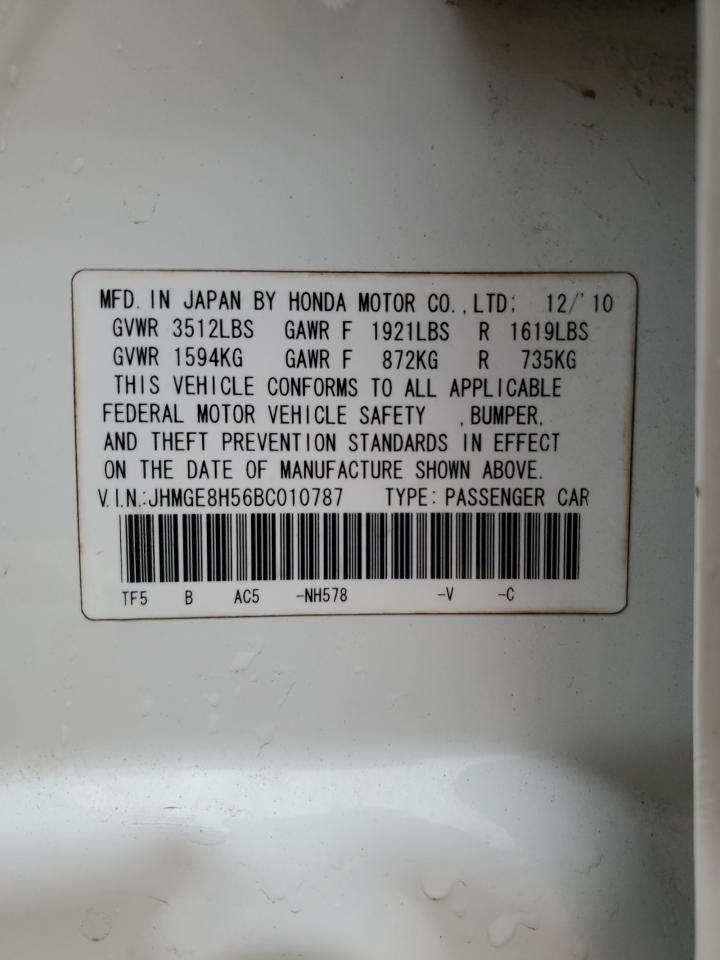 MFD. IN JAPAN BY HONDA MOTOR CO.,LTD; 12/'10
GVWR 3512LBS GAWR F 1921LBS R 1619LBS
GVWR 1594KG GAWR F 872KG R 735KG
THIS VEHICLE CONFORMS TO ALL APPLICABLE
FEDERAL MOTOR VEHICLE SAFETY ,BUMPER,
AND THEFT PREVENTION STANDARDS IN EFFECT
ON THE DATE OF MANUFACTURE SHOWN ABOVE.
V.I.N.:JHMGE8H56BC010787 TYPE:PASSENGER CAR
TF5 B AC5 -NH578 -V -C